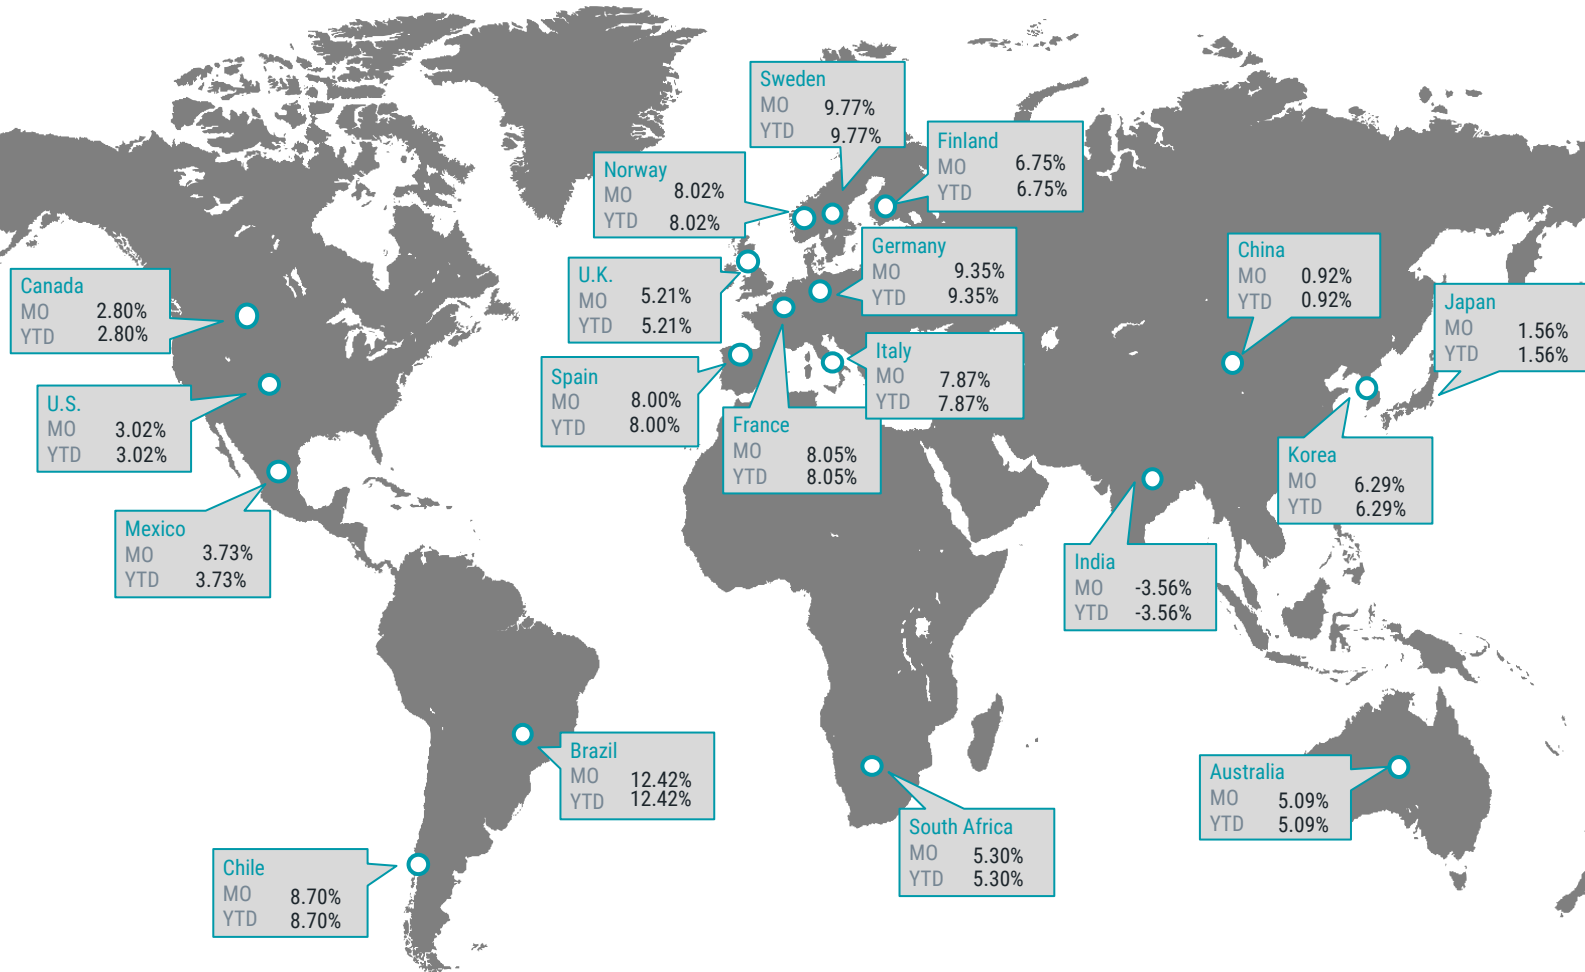 Sweden
MO 9.77%
YTD 9.77%
Finland
MO 6.75%
YTD 6.75%
Norway
MO 8.02%
YTD 8.02%
Germany
MO 9.35%
YTD 9.35%
China
MO 0.92%
YTD 0.92%
U.K.
MO 5.21%
YTD 5.21%
Canada
MO 2.80%
YTD 2.80%
Japan
MO 1.56%
YTD 1.56%
Italy
MO 7.87%
YTD 7.87%
Spain
MO 8.00%
YTD 8.00%
U.S.
MO 3.02%
YTD 3.02%
France
MO 8.05%
YTD 8.05%
Korea
MO 6.29%
YTD 6.29%
Mexico
MO 3.73%
YTD 3.73%
India
MO -3.56%
YTD -3.56%
Brazil
MO 12.42%
YTD 12.42%
Australia
MO 5.09%
YTD 5.09%
South Africa
MO 5.30%
YTD 5.30%
Chile
MO 8.70%
YTD 8.70%